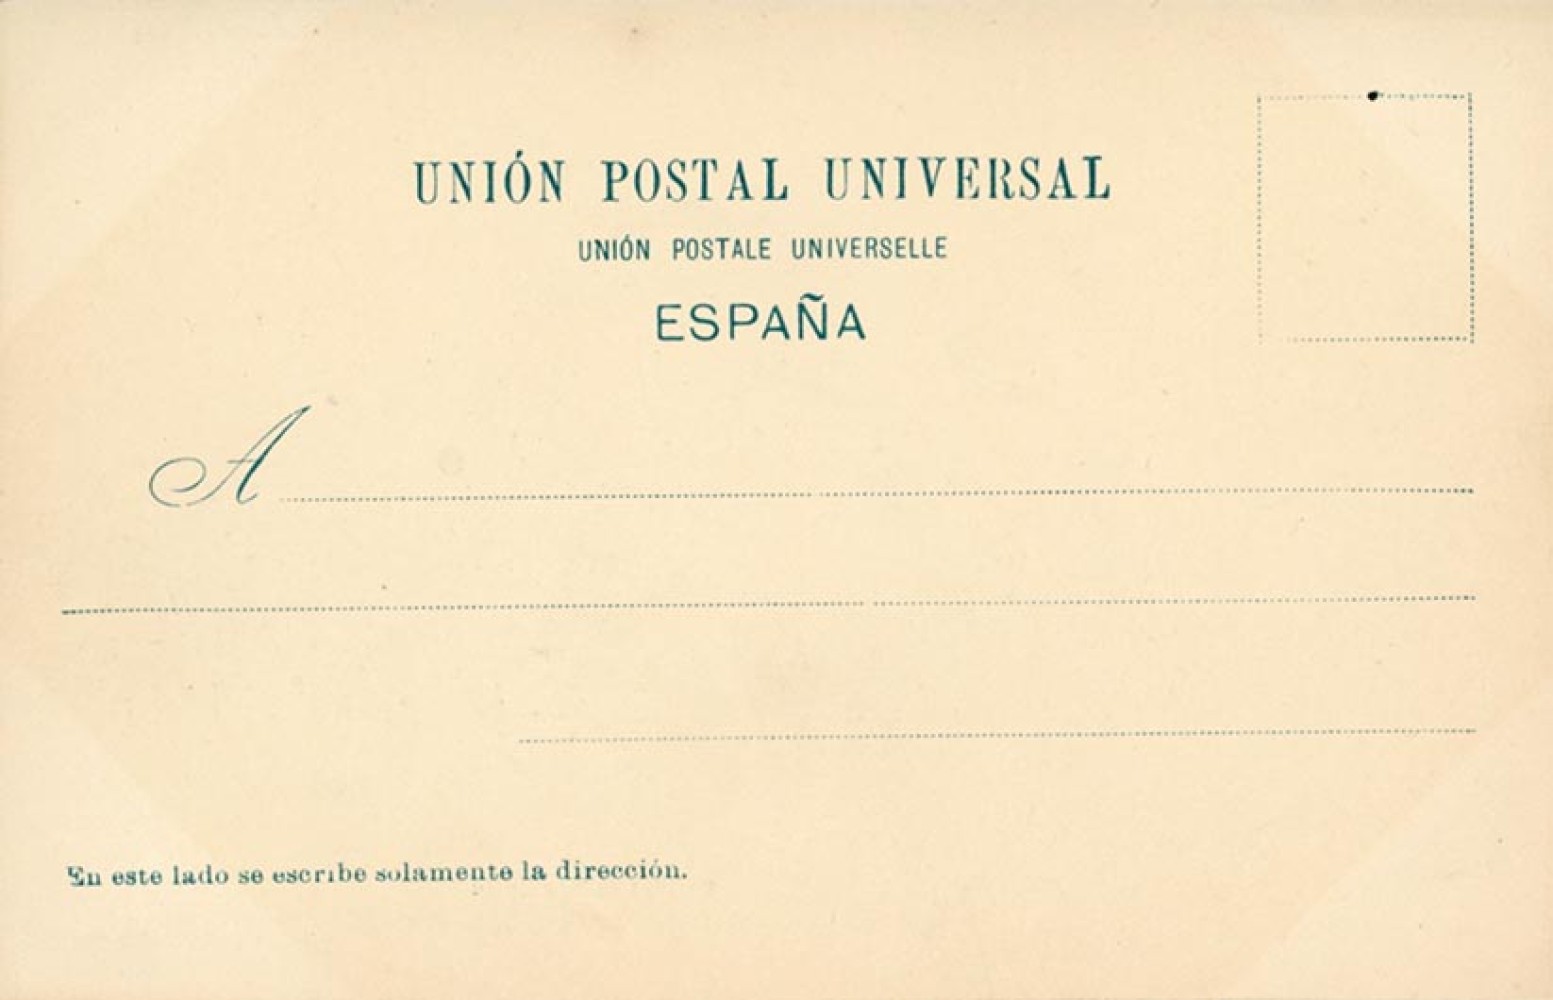 UNIÓN POSTAL UNIVERSAL
UNIÓN POSTALE UNIVERSELLE
ESPAÑA
A
En este lado se escribe solamente la dirección.